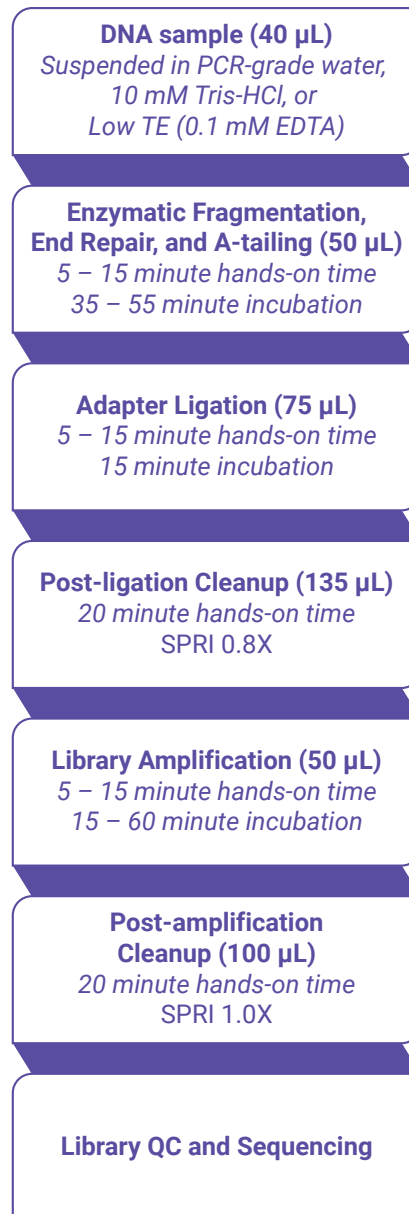 DNA sample (40 µL)
Suspended in PCR-grade water,
10 mM Tris-HCl, or
Low TE (0.1 mM EDTA)
Enzymatic Fragmentation,
End Repair, and A-tailing (50 µL)
5 – 15 minute hands-on time
35 – 55 minute incubation
Adapter Ligation (75 µL)
5 – 15 minute hands-on time
15 minute incubation
Post-ligation Cleanup (135 µL)
20 minute hands-on time
SPRI 0.8X
Library Amplification (50 µL)
5 – 15 minute hands-on time
15 – 60 minute incubation
Post-amplification
Cleanup (100 µL)
20 minute hands-on time
SPRI 1.0X
Library QC and Sequencing